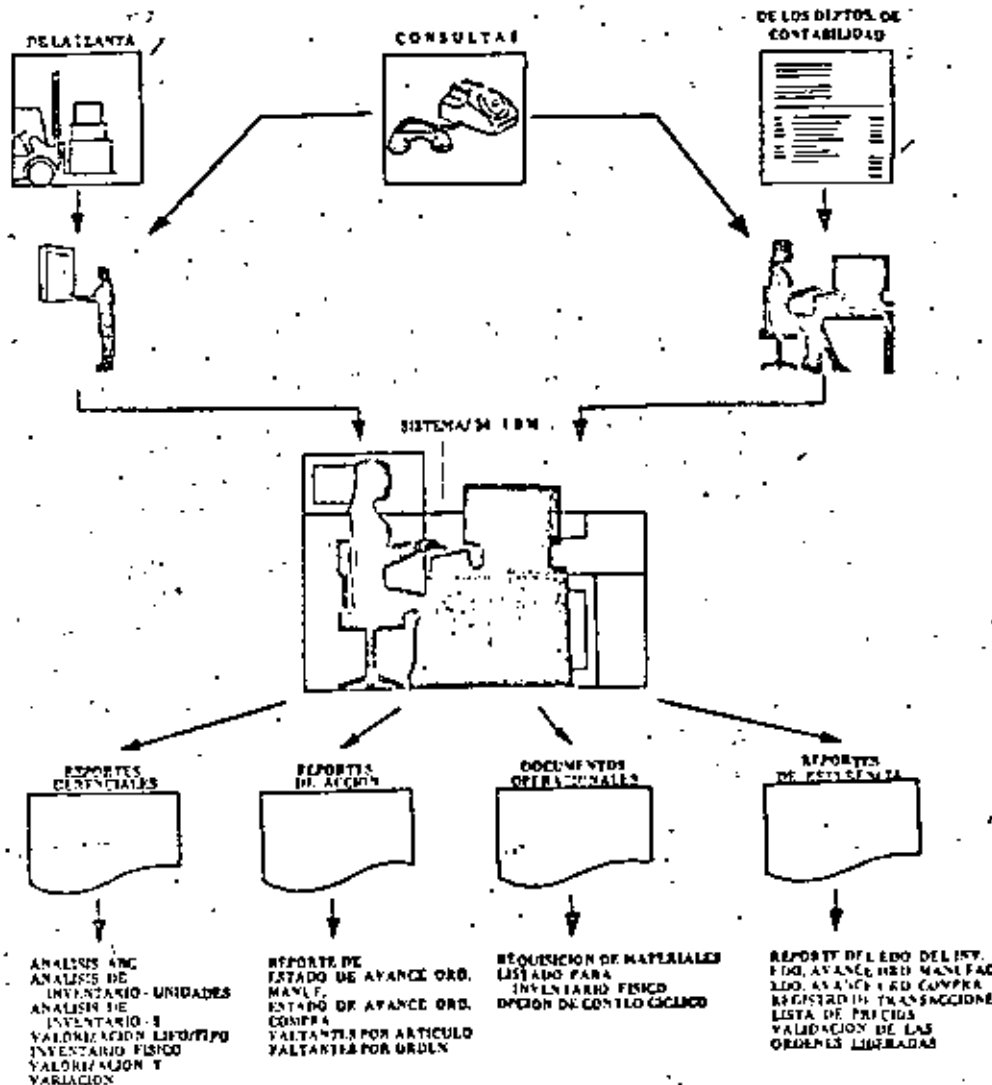 DE LA PLANTA
CONSULTAS
DE LOS DEPTOS. DE
CONTABILIDAD
SISTEMA/34 IBM
REPORTES
GERENCIALES
REPORTES
DE ACCION
DOCUMENTOS
OPERACIONALES
REPORTES
DE REFERENCIA
ANALISIS ABC
ANALISIS DE
INVENTARIO - UNIDADES
ANALISIS DE
INVENTARIO - $
VALORIZACION LIFO/FIFO
INVENTARIO FISICO
VALORIZACION Y
VARIACION
REPORTE DE
ESTADO DE AVANCE ORD.
MANUF.
ESTADO DE AVANCE ORD.
COMPRA
FALTANTES POR ARTICULO
FALTANTES POR ORDEN
REQUISICION DE MATERIALES
LISTADO PARA
INVENTARIO FISICO
OPCION DE CONTEO CICLICO
REPORTE DEL EDO DEL INV.
EDO. AVANCE ORD MANUFAC
EDO. AVANCE ORD COMPRA
REGISTRO DE TRANSACCIONE
LISTA DE PRECIOS
VALIDACION DE LAS
ORDENES LIBERADAS